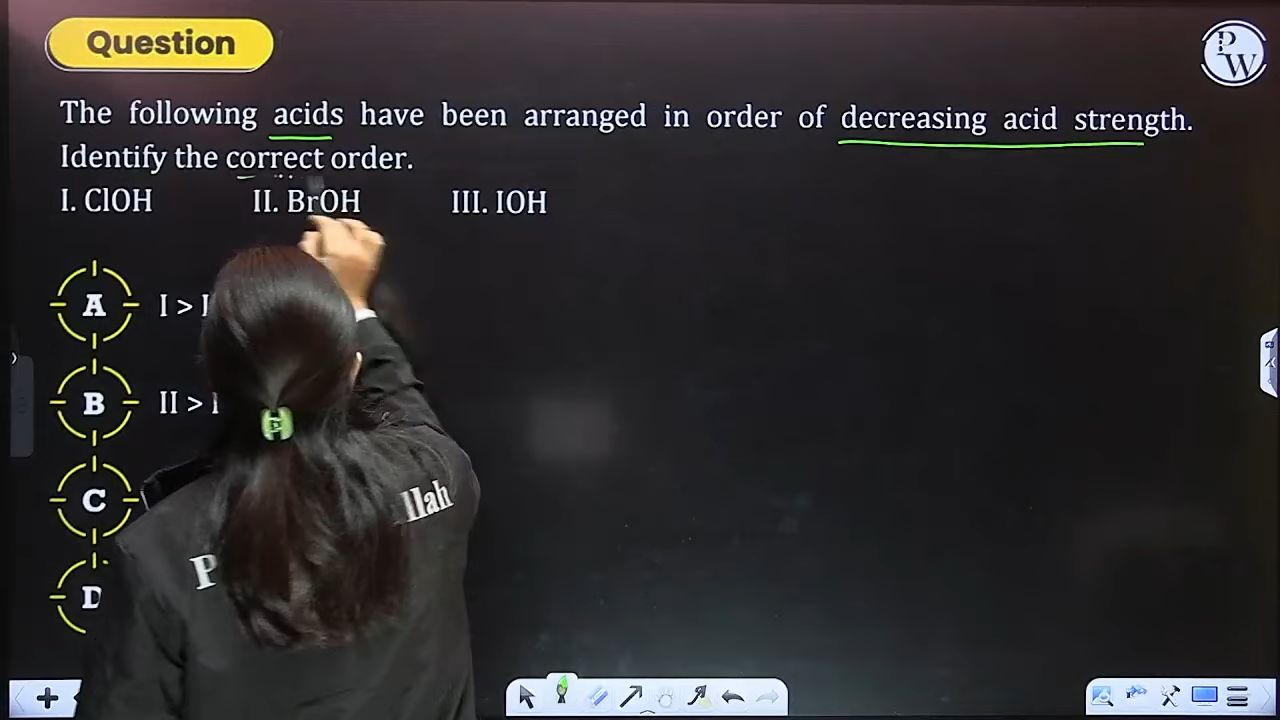 Question
The following acids have been arranged in order of decreasing acid strength.
Identify the correct order.
I. ClOH II. BrOH III. IOH
A I >
B II >
C
D
P
llah
PW